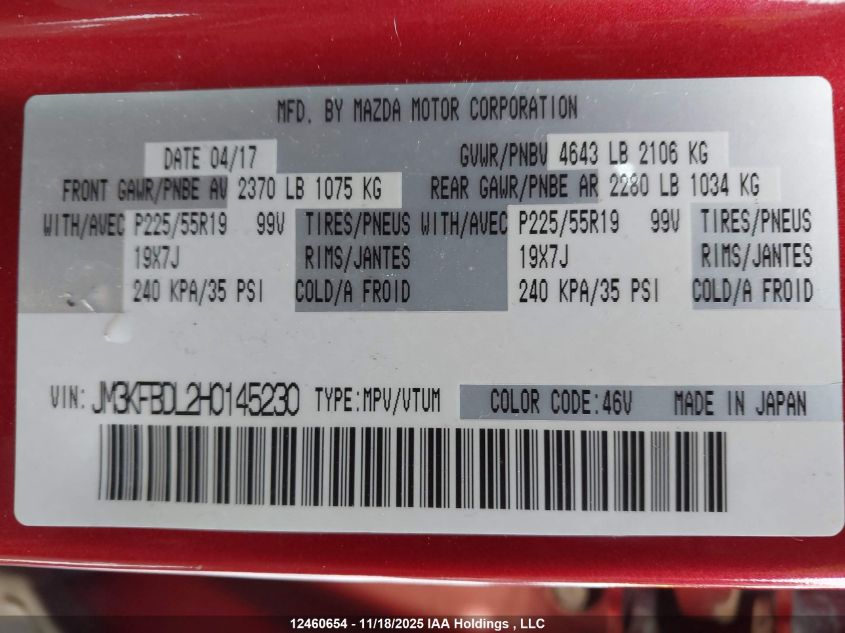 MFD. BY MAZDA MOTOR CORPORATION
DATE 04/17 GVWR/PNBV 4643 LB 2106 KG
FRONT GAWR/PNBE AV 2370 LB 1075 KG REAR GAWR/PNBE AR 2280 LB 1034 KG
WITH/AVEC P225/55R19 99V TIRES/PNEUS WITH/AVEC P225/55R19 99V TIRES/PNEUS
19X7J RIMS/JANTES 19X7J RIMS/JANTES
240 KPA/35 PSI COLD/A FROID 240 KPA/35 PSI COLD/A FROID
VIN: JM3KFBDL2H0145230 TYPE:MPV/VTUM COLOR CODE:46V MADE IN JAPAN
12460654 - 11/18/2025 IAA Holdings , LLC